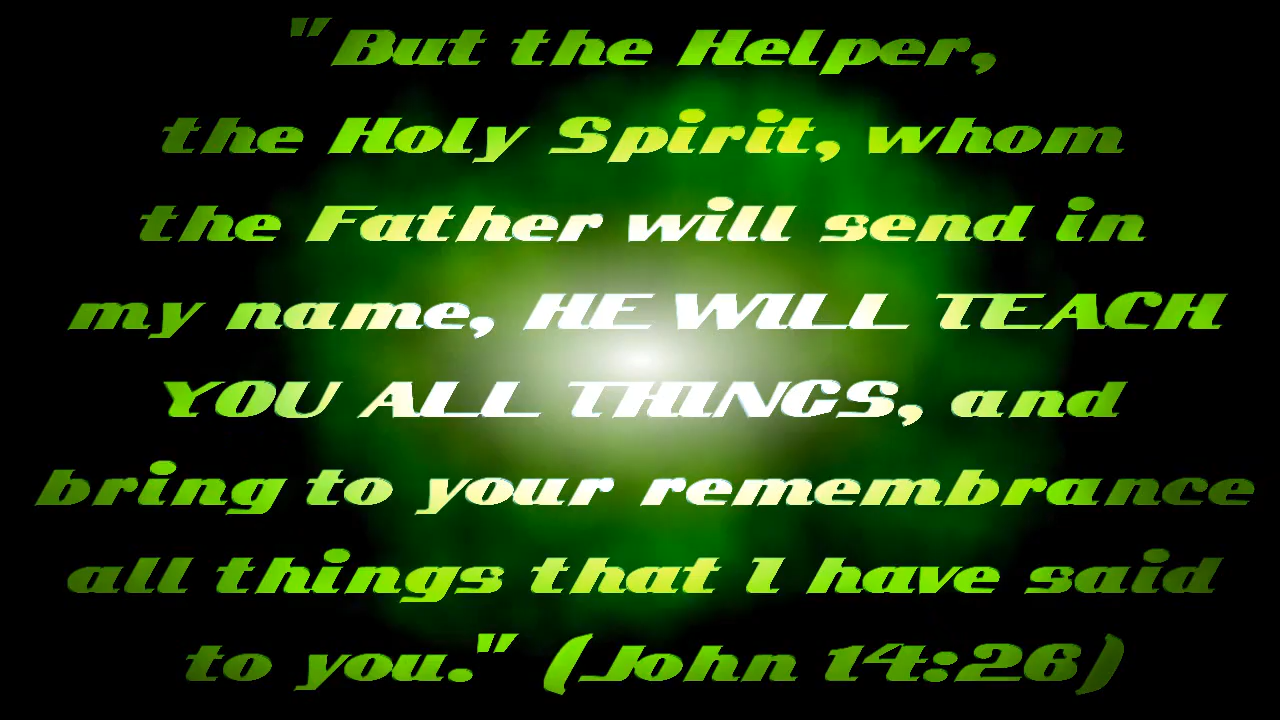 "But the Helper,
the Holy Spirit, whom
the Father will send in
my name, HE WILL TEACH
YOU ALL THINGS, and
bring to your remembrance
all things that I have said
to you." (John 14:26)